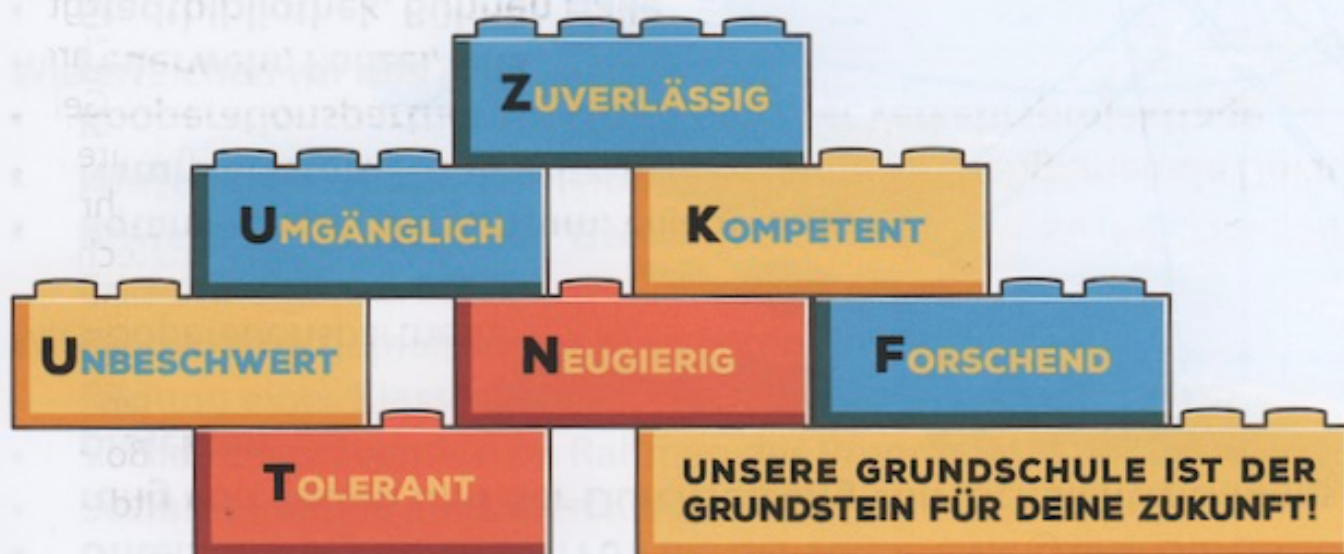 ZUVERLÄSSIG
UMGÄNGLICH
KOMPETENT
UNBESCHWERT
NEUGIERIG
FORSCHEND
TOLERANT
UNSERE GRUNDSCHULE IST DER
GRUNDSTEIN FÜR DEINE ZUKUNFT!